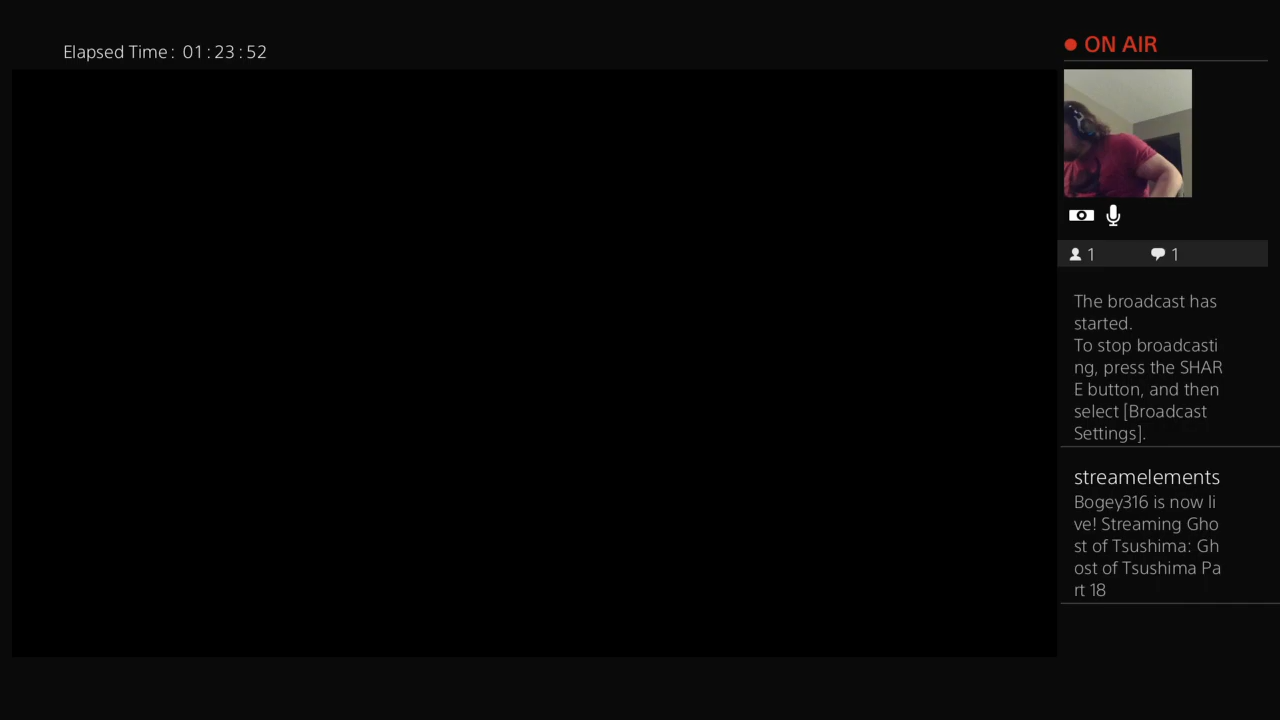 Elapsed Time: 01:23:52
ON AIR
1 1
The broadcast has
started.
To stop broadcasti
ng, press the SHAR
E button, and then
select [Broadcast
Settings].
streamelements
Bogey316 is now li
ve! Streaming Gho
st of Tsushima: Gh
ost of Tsushima Pa
rt 18